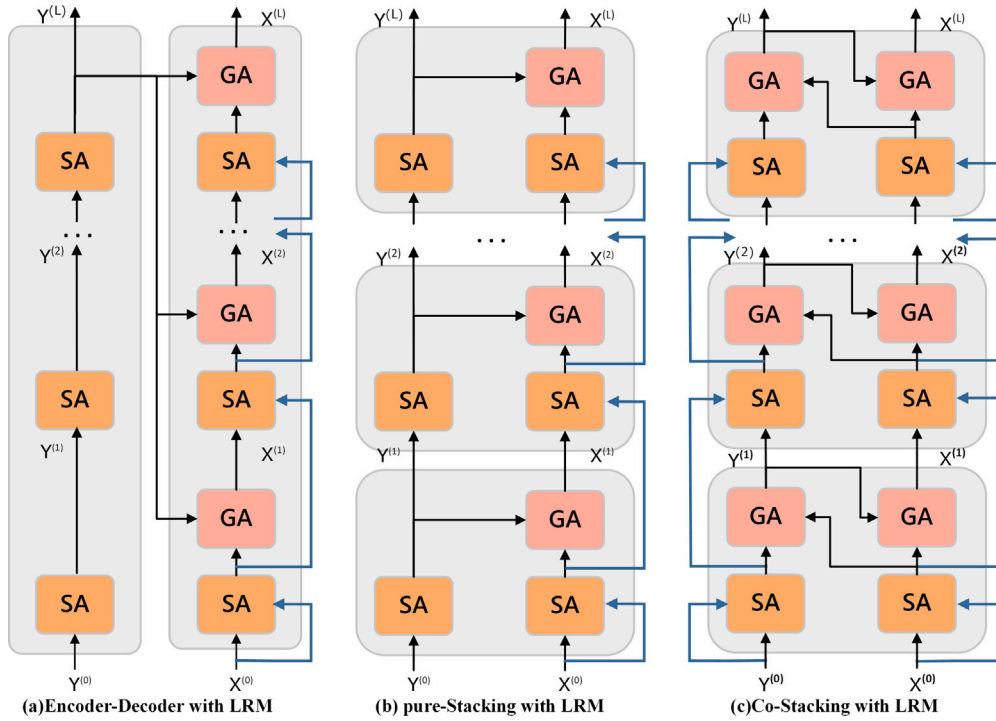 Y(L)
X(L)
GA
SA
SA
...
...
Y(2)
X(2)
GA
SA
SA
Y(1)
X(1)
GA
SA
SA
Y(0)
X(0)
(a)Encoder-Decoder with LRM
Y(L)
X(L)
GA
SA
SA
...
Y(2)
X(2)
GA
SA
SA
Y(1)
X(1)
GA
SA
SA
Y(0)
X(0)
(b) pure-Stacking with LRM
Y(L)
X(L)
GA
GA
SA
SA
...
Y(2)
X(2)
GA
GA
SA
SA
Y(1)
X(1)
GA
GA
SA
SA
Y(0)
X(0)
(c)Co-Stacking with LRM